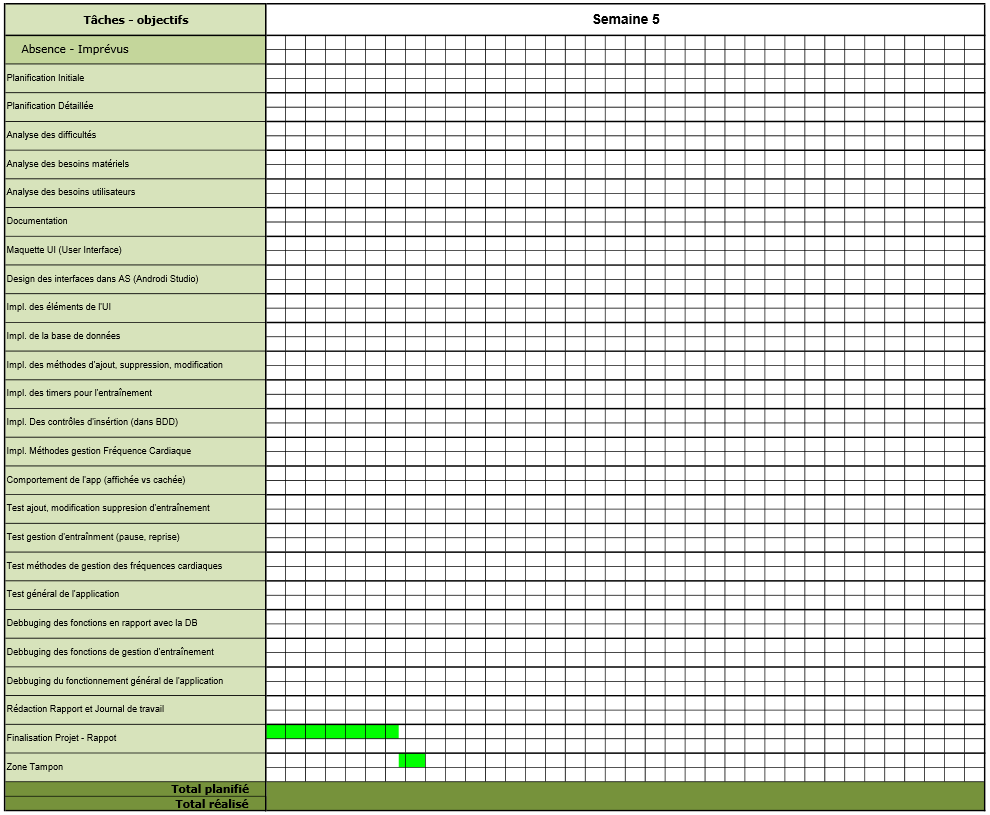 Tâches - objectifs
Semaine 5
Absence - Imprévus
Planification Initiale
Planification Détaillée
Analyse des difficultés
Analyse des besoins matériels
Analyse des besoins utilisateurs
Documentation
Maquette UI (User Interface)
Design des interfaces dans AS (Androdi Studio)
Impl. des éléments de l'UI
Impl. de la base de données
Impl. des méthodes d'ajout, suppression, modification
Impl. des timers pour l'entraînement
Impl. Des contrôles d'insértion (dans BDD)
Impl. Méthodes gestion Fréquence Cardiaque
Comportement de l'app (affichée vs cachée)
Test ajout, modification suppresion d'entraînement
Test gestion d'entraînment (pause, reprise)
Test méthodes de gestion des fréquences cardiaques
Test général de l'application
Debbuging des fonctions en rapport avec la DB
Debbuging des fonctions de gestion d'entraînement
Debbuging du fonctionnement général de l'application
Rédaction Rapport et Journal de travail
Finalisation Projet - Rappot
Zone Tampon
Total planifié
Total réalisé